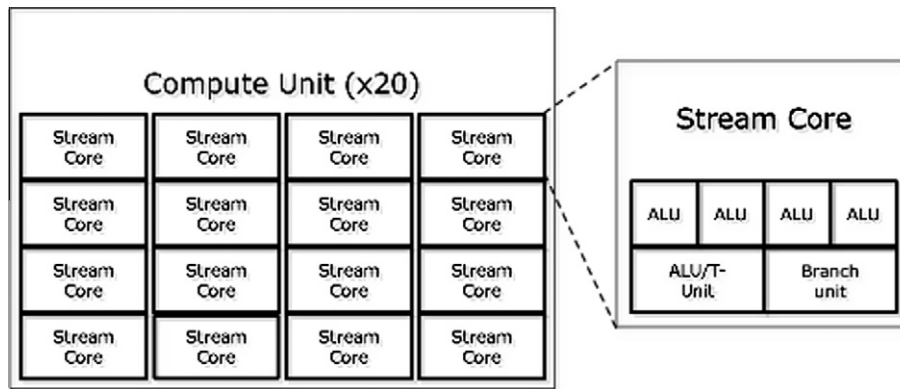 Compute Unit (x20)
Stream Stream Stream Stream
Core Core Core Core
Stream Stream Stream Stream
Core Core Core Core
Stream Stream Stream Stream
Core Core Core Core
Stream Stream Stream Stream
Core Core Core Core
Stream Core
ALU ALU ALU ALU
ALU/T- Branch
Unit unit